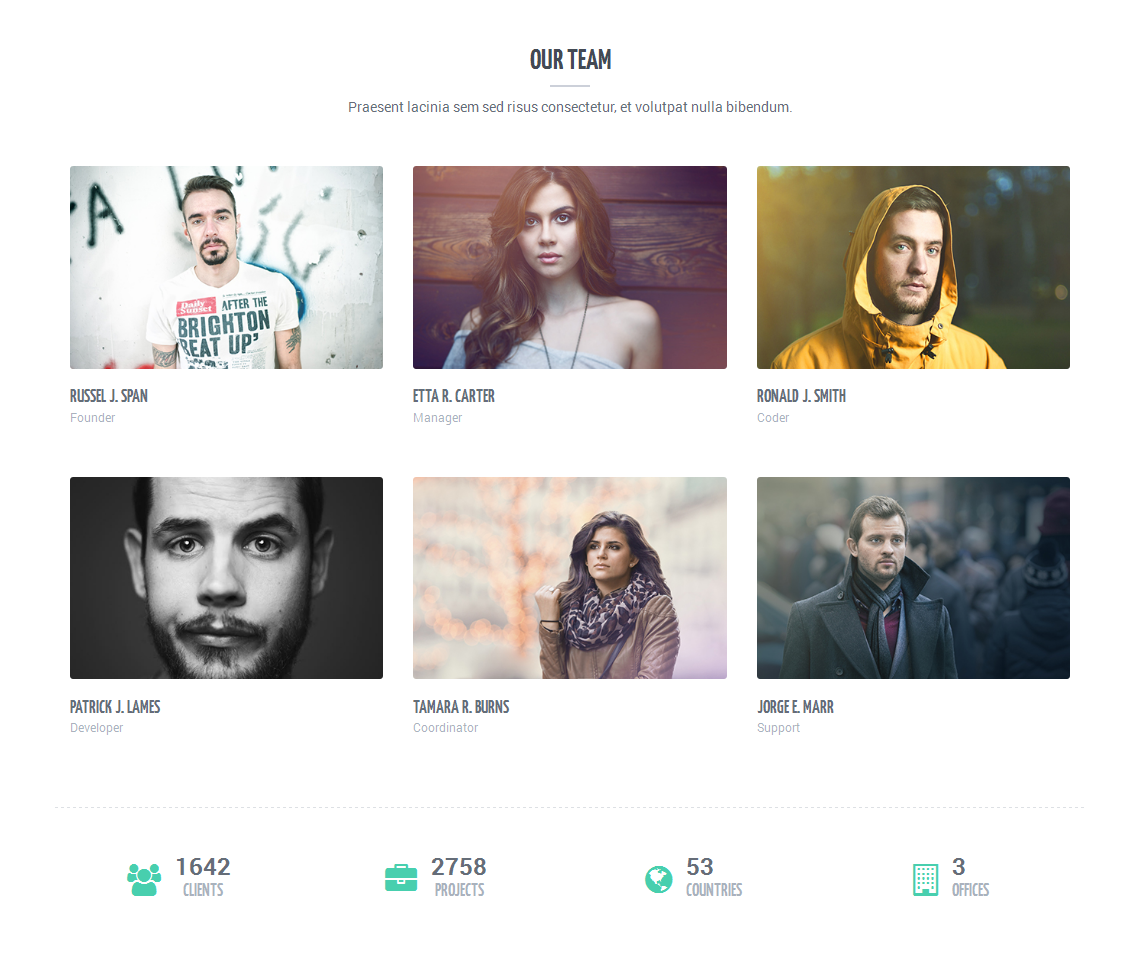 OUR TEAM
Praesent lacinia sem sed risus consectetur, et volutpat nulla bibendum.
A
Daily
Sunset
AFTER THE
BRIGHTON
BEAT UP'
RUSSEL J. SPAN
Founder
ETTA R. CARTER
Manager
RONALD J. SMITH
Coder
PATRICK J. LAMES
Developer
TAMARA R. BURNS
Coordinator
JORGE E. MARR
Support
1642
CLIENTS
2758
PROJECTS
53
COUNTRIES
3
OFFICES